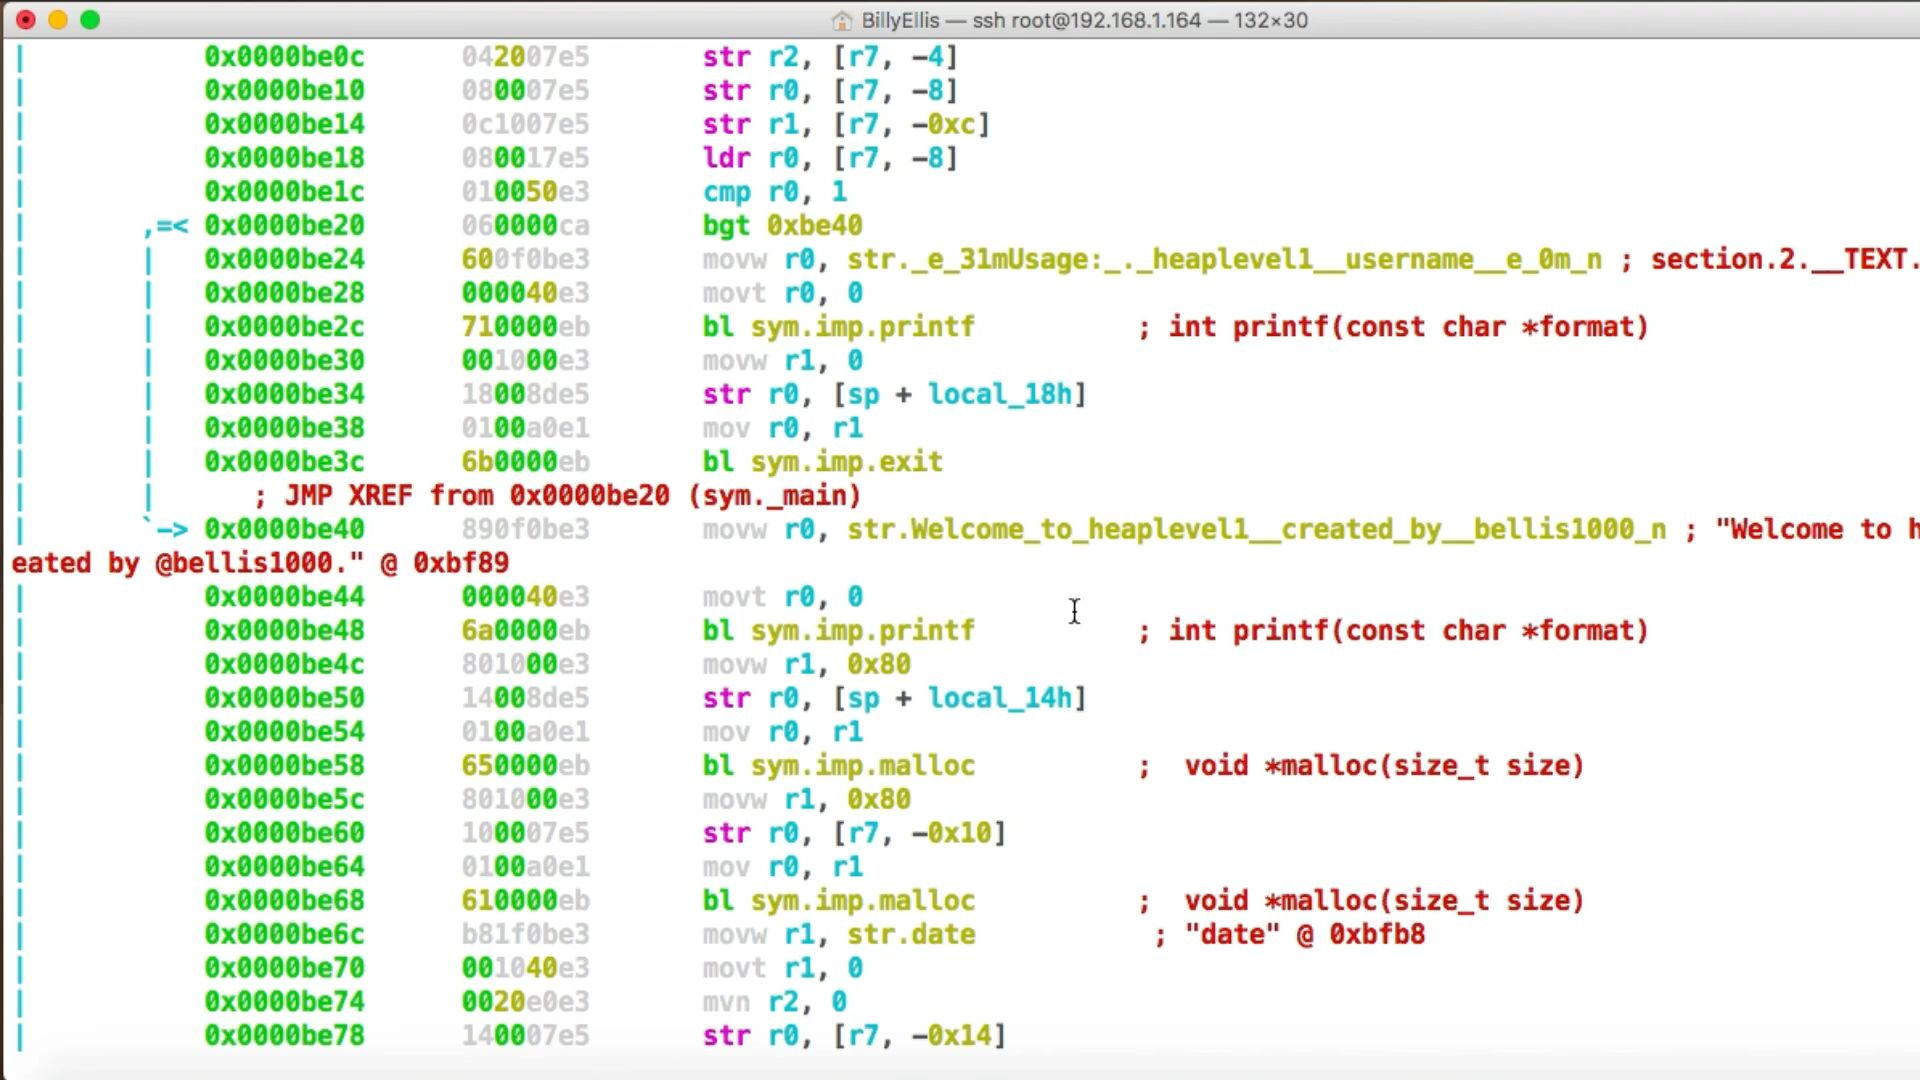 BillyEllis — ssh root@192.168.1.164 — 132×30
| 0x0000be0c 042007e5 str r2, [r7, -4]
| 0x0000be10 080007e5 str r0, [r7, -8]
| 0x0000be14 0c1007e5 str r1, [r7, -0xc]
| 0x0000be18 080017e5 ldr r0, [r7, -8]
| 0x0000be1c 010050e3 cmp r0, 1
| ,=< 0x0000be20 060000ca bgt 0xbe40
| | 0x0000be24 600f0be3 movw r0, str._e_31mUsage:_._heaplevel1__username__e_0m_n ; section.2.__TEXT.
| | 0x0000be28 000040e3 movt r0, 0
| | 0x0000be2c 710000eb bl sym.imp.printf ; int printf(const char *format)
| | 0x0000be30 001000e3 movw r1, 0
| | 0x0000be34 18008de5 str r0, [sp + local_18h]
| | 0x0000be38 0100a0e1 mov r0, r1
| | 0x0000be3c 6b0000eb bl sym.imp.exit
| | ; JMP XREF from 0x0000be20 (sym._main)
| `-> 0x0000be40 890f0be3 movw r0, str.Welcome_to_heaplevel1__created_by__bellis1000_n ; "Welcome to h
eated by @bellis1000." @ 0xbf89
| 0x0000be44 000040e3 movt r0, 0
| 0x0000be48 6a0000eb bl sym.imp.printf ; int printf(const char *format)
| 0x0000be4c 801000e3 movw r1, 0x80
| 0x0000be50 14008de5 str r0, [sp + local_14h]
| 0x0000be54 0100a0e1 mov r0, r1
| 0x0000be58 650000eb bl sym.imp.malloc ; void *malloc(size_t size)
| 0x0000be5c 801000e3 movw r1, 0x80
| 0x0000be60 100007e5 str r0, [r7, -0x10]
| 0x0000be64 0100a0e1 mov r0, r1
| 0x0000be68 610000eb bl sym.imp.malloc ; void *malloc(size_t size)
| 0x0000be6c b81f0be3 movw r1, str.date ; "date" @ 0xbfb8
| 0x0000be70 001040e3 movt r1, 0
| 0x0000be74 0020e0e3 mvn r2, 0
| 0x0000be78 140007e5 str r0, [r7, -0x14]